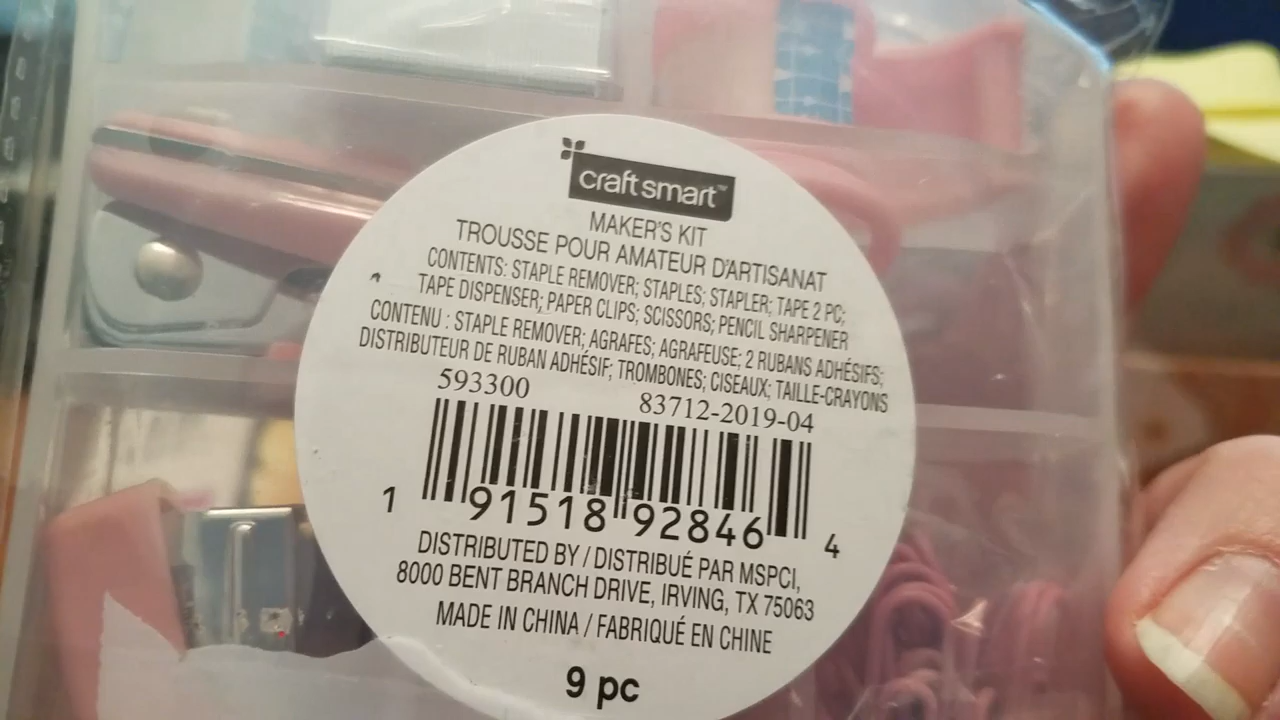 craft smart™
MAKER'S KIT
TROUSSE POUR AMATEUR D'ARTISANAT
CONTENTS: STAPLE REMOVER; STAPLES; STAPLER; TAPE 2 PC;
TAPE DISPENSER; PAPER CLIPS; SCISSORS; PENCIL SHARPENER
CONTENU : STAPLE REMOVER; AGRAFES; AGRAFEUSE; 2 RUBANS ADHÉSIFS;
DISTRIBUTEUR DE RUBAN ADHÉSIF; TROMBONES; CISEAUX; TAILLE-CRAYONS
593300 83712-2019-04
1 91518 92846 4
DISTRIBUTED BY / DISTRIBUÉ PAR MSPCI,
8000 BENT BRANCH DRIVE, IRVING, TX 75063
MADE IN CHINA / FABRIQUÉ EN CHINE
9 pc